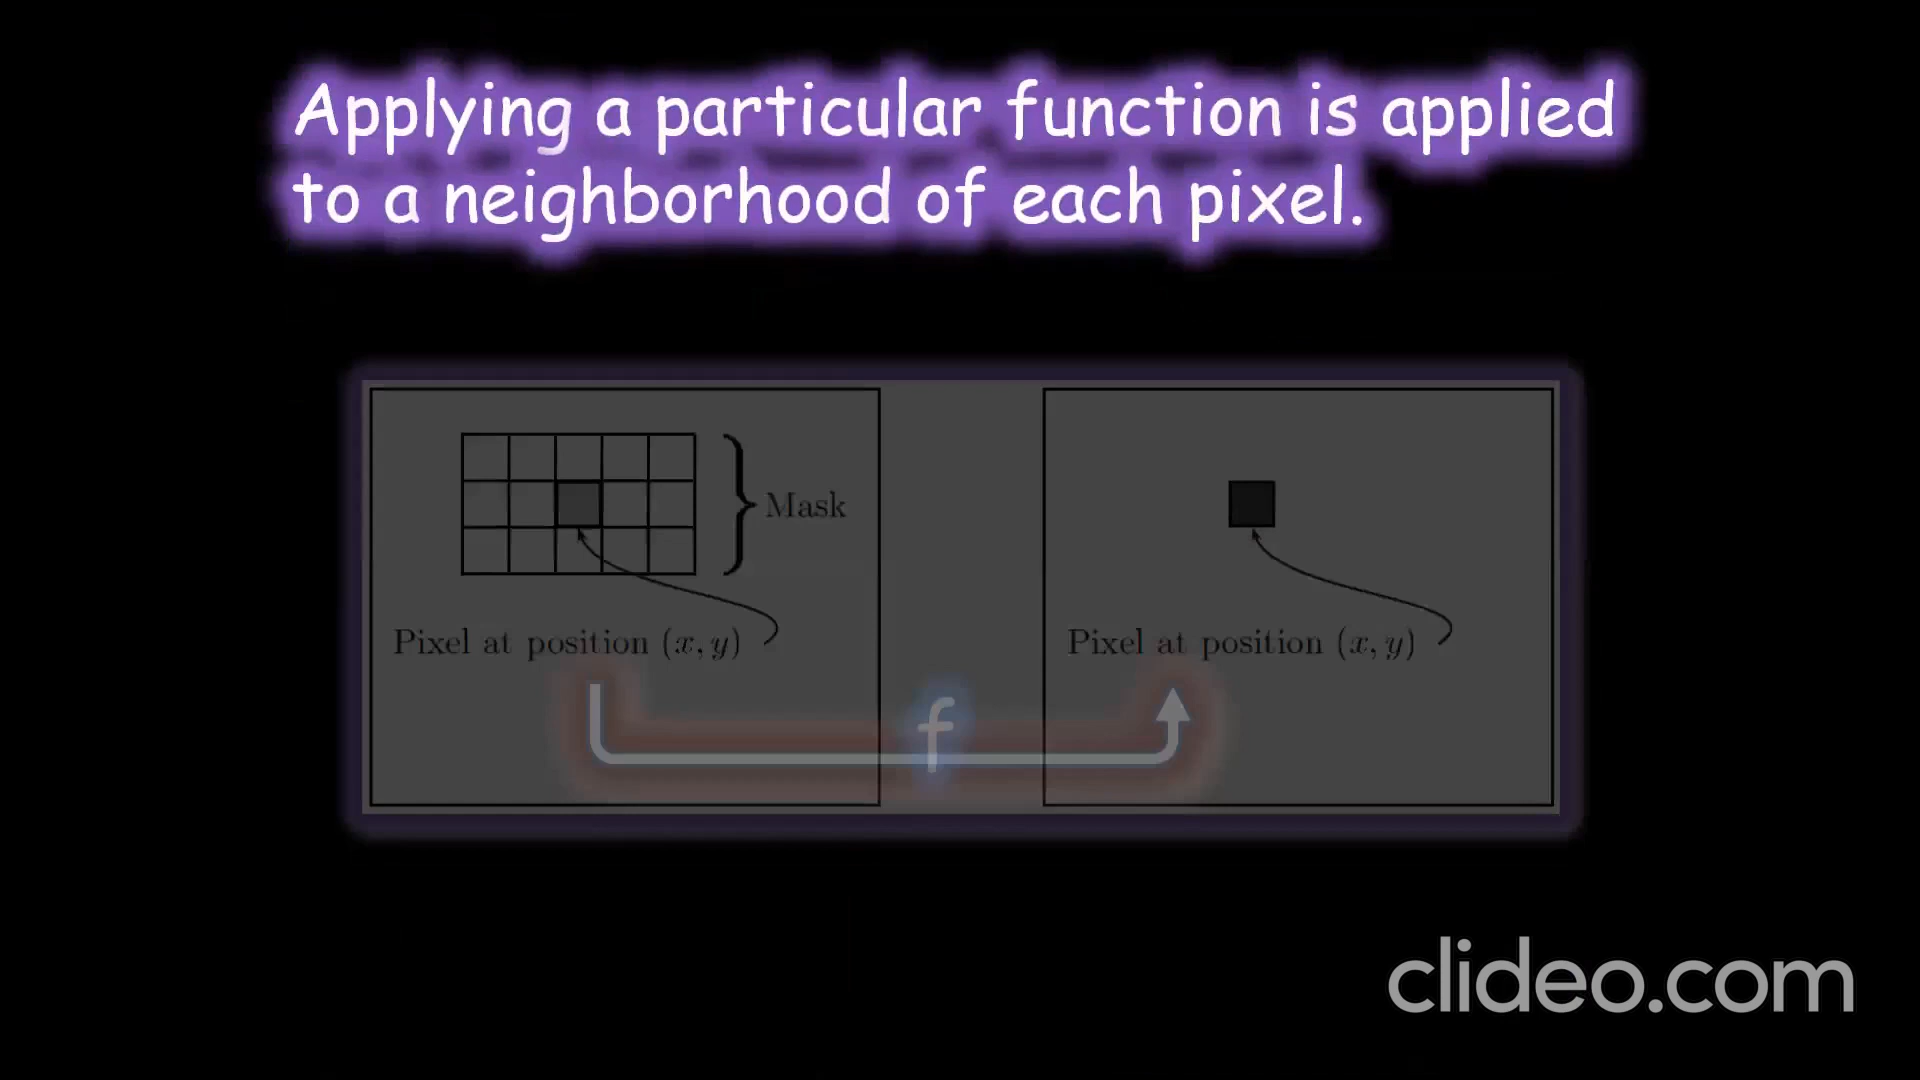 Applying a particular function is applied
to a neighborhood of each pixel.
Mask
Pixel at position (x, y)
Pixel at position (x, y)
f
clideo.com